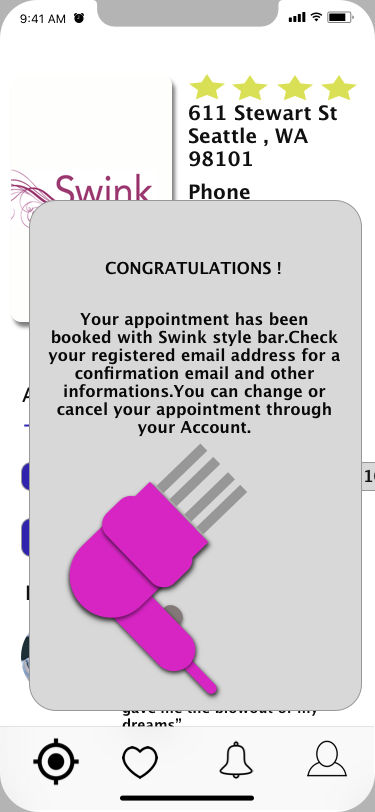 9:41 AM
611 Stewart St
Seattle , WA
98101
Phone
Swink
CONGRATULATIONS !
Your appointment has been
booked with Swink style bar.Check
your registered email address for a
confirmation email and other
informations.You can change or
cancel your appointment through
your Account.
gave me the blowout of my
dreams”